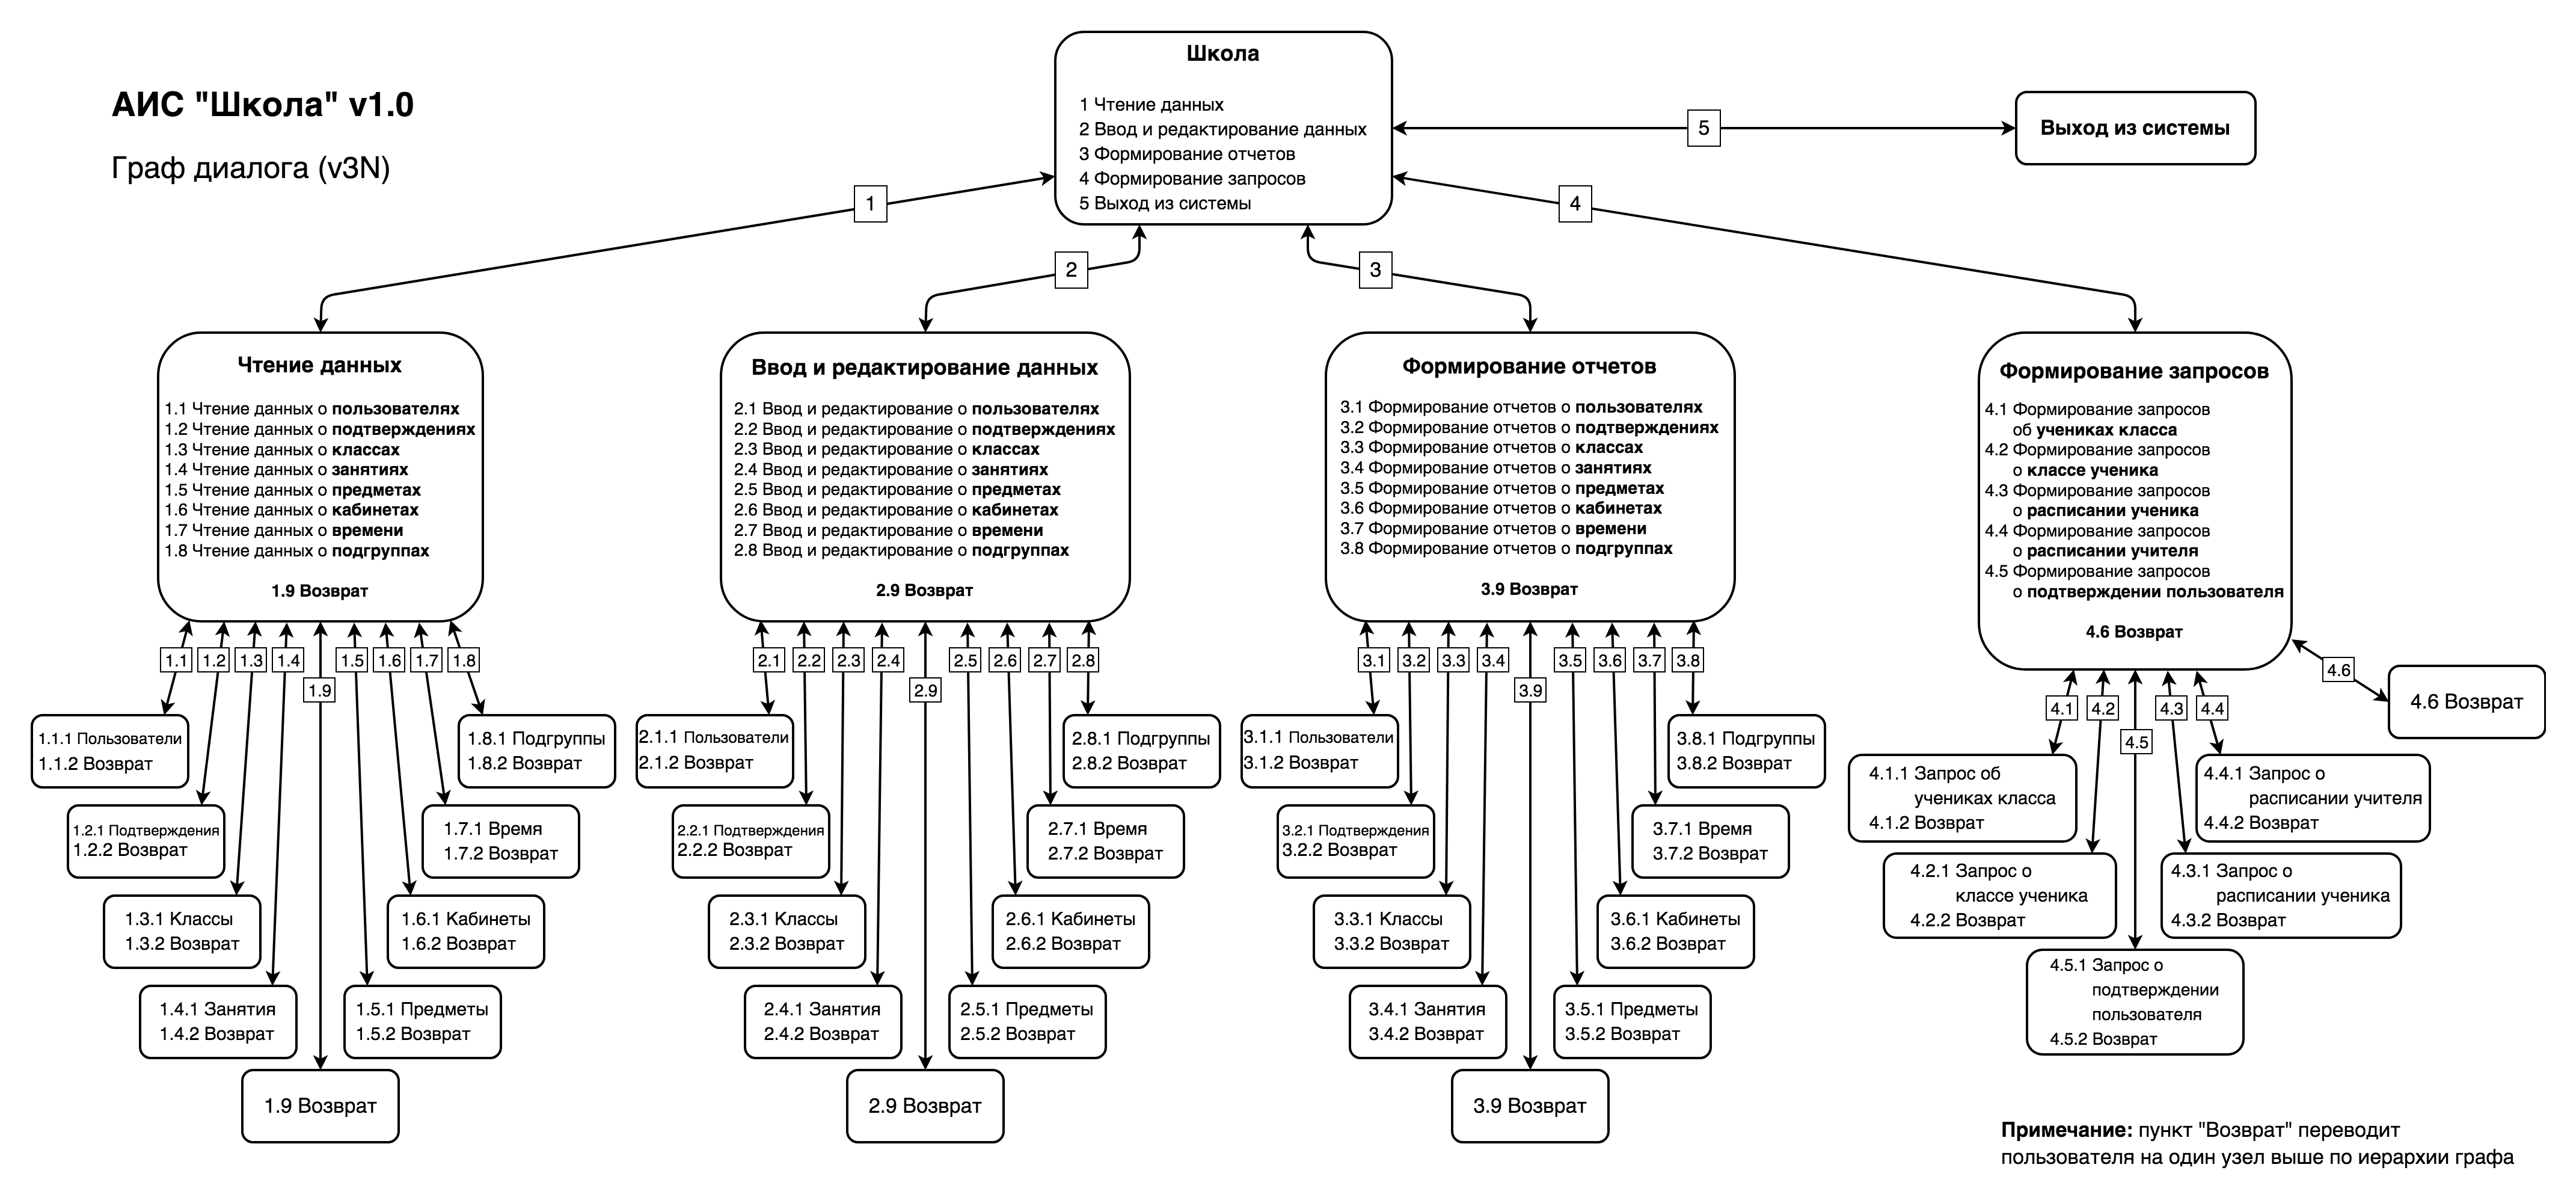 АИС "Школа" v1.0
Граф диалога (v3N)
Школа
1 Чтение данных
2 Ввод и редактирование данных
3 Формирование отчетов
4 Формирование запросов
5 Выход из системы
5
Выход из системы
1
2
3
4
Чтение данных
1.1 Чтение данных о пользователях
1.2 Чтение данных о подтверждениях
1.3 Чтение данных о классах
1.4 Чтение данных о занятиях
1.5 Чтение данных о предметах
1.6 Чтение данных о кабинетах
1.7 Чтение данных о времени
1.8 Чтение данных о подгруппах
1.9 Возврат
1.1
1.2
1.3
1.4
1.9
1.5
1.6
1.7
1.8
1.1.1 Пользователи
1.1.2 Возврат
1.8.1 Подгруппы
1.8.2 Возврат
1.2.1 Подтверждения
1.2.2 Возврат
1.7.1 Время
1.7.2 Возврат
1.3.1 Классы
1.3.2 Возврат
1.6.1 Кабинеты
1.6.2 Возврат
1.4.1 Занятия
1.4.2 Возврат
1.5.1 Предметы
1.5.2 Возврат
1.9 Возврат
Ввод и редактирование данных
2.1 Ввод и редактирование о пользователях
2.2 Ввод и редактирование о подтверждениях
2.3 Ввод и редактирование о классах
2.4 Ввод и редактирование о занятиях
2.5 Ввод и редактирование о предметах
2.6 Ввод и редактирование о кабинетах
2.7 Ввод и редактирование о времени
2.8 Ввод и редактирование о подгруппах
2.9 Возврат
2.1
2.2
2.3
2.4
2.9
2.5
2.6
2.7
2.8
2.1.1 Пользователи
2.1.2 Возврат
2.8.1 Подгруппы
2.8.2 Возврат
2.2.1 Подтверждения
2.2.2 Возврат
2.7.1 Время
2.7.2 Возврат
2.3.1 Классы
2.3.2 Возврат
2.6.1 Кабинеты
2.6.2 Возврат
2.4.1 Занятия
2.4.2 Возврат
2.5.1 Предметы
2.5.2 Возврат
2.9 Возврат
Формирование отчетов
3.1 Формирование отчетов о пользователях
3.2 Формирование отчетов о подтверждениях
3.3 Формирование отчетов о классах
3.4 Формирование отчетов о занятиях
3.5 Формирование отчетов о предметах
3.6 Формирование отчетов о кабинетах
3.7 Формирование отчетов о времени
3.8 Формирование отчетов о подгруппах
3.9 Возврат
3.1
3.2
3.3
3.4
3.9
3.5
3.6
3.7
3.8
3.1.1 Пользователи
3.1.2 Возврат
3.8.1 Подгруппы
3.8.2 Возврат
3.2.1 Подтверждения
3.2.2 Возврат
3.7.1 Время
3.7.2 Возврат
3.3.1 Классы
3.3.2 Возврат
3.6.1 Кабинеты
3.6.2 Возврат
3.4.1 Занятия
3.4.2 Возврат
3.5.1 Предметы
3.5.2 Возврат
3.9 Возврат
Формирование запросов
4.1 Формирование запросов
об учениках класса
4.2 Формирование запросов
о классе ученика
4.3 Формирование запросов
о расписании ученика
4.4 Формирование запросов
о расписании учителя
4.5 Формирование запросов
о подтверждении пользователя
4.6 Возврат
4.6
4.6 Возврат
4.1
4.2
4.5
4.3
4.4
4.1.1 Запрос об
учениках класса
4.1.2 Возврат
4.4.1 Запрос о
расписании учителя
4.4.2 Возврат
4.2.1 Запрос о
классе ученика
4.2.2 Возврат
4.3.1 Запрос о
расписании ученика
4.3.2 Возврат
4.5.1 Запрос о
подтверждении
пользователя
4.5.2 Возврат
Примечание: пункт "Возврат" переводит
пользователя на один узел выше по иерархии графа